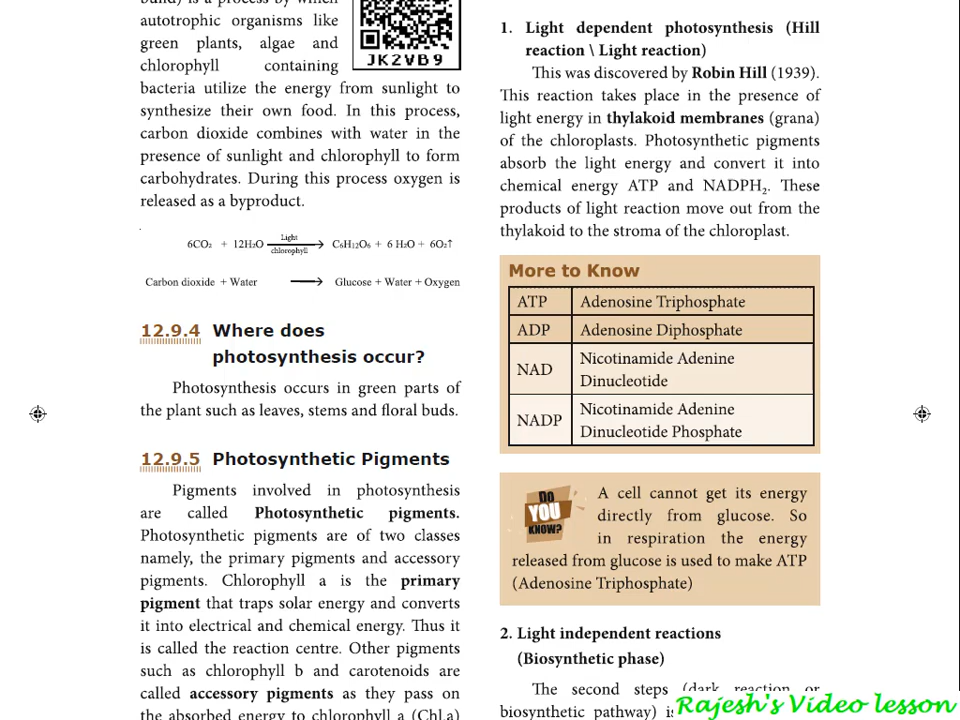 build) is a process by which
autotrophic organisms like
green plants, algae and
chlorophyll containing
JK2VB9
bacteria utilize the energy from sunlight to
synthesize their own food. In this process,
carbon dioxide combines with water in the
presence of sunlight and chlorophyll to form
carbohydrates. During this process oxygen is
released as a byproduct.
6CO₂ + 12H₂O Light chlorophyll → C₆H₁₂O₆ + 6 H₂O + 6O₂↑
Carbon dioxide + Water → Glucose + Water + Oxygen
12.9.4 Where does
photosynthesis occur?
Photosynthesis occurs in green parts of
the plant such as leaves, stems and floral buds.
12.9.5 Photosynthetic Pigments
Pigments involved in photosynthesis
are called Photosynthetic pigments.
Photosynthetic pigments are of two classes
namely, the primary pigments and accessory
pigments. Chlorophyll a is the primary
pigment that traps solar energy and converts
it into electrical and chemical energy. Thus it
is called the reaction centre. Other pigments
such as chlorophyll b and carotenoids are
called accessory pigments as they pass on
the absorbed energy to chlorophyll a (Chl.a)
1. Light dependent photosynthesis (Hill
reaction \ Light reaction)
This was discovered by Robin Hill (1939).
This reaction takes place in the presence of
light energy in thylakoid membranes (grana)
of the chloroplasts. Photosynthetic pigments
absorb the light energy and convert it into
chemical energy ATP and NADPH₂. These
products of light reaction move out from the
thylakoid to the stroma of the chloroplast.
More to Know
ATP Adenosine Triphosphate
ADP Adenosine Diphosphate
NAD Nicotinamide Adenine
Dinucleotide
NADP Nicotinamide Adenine
Dinucleotide Phosphate
DO YOU KNOW?
A cell cannot get its energy
directly from glucose. So
in respiration the energy
released from glucose is used to make ATP
(Adenosine Triphosphate)
2. Light independent reactions
(Biosynthetic phase)
The second steps (dark reaction or
biosynthetic pathway)
Rajesh's Video lesson